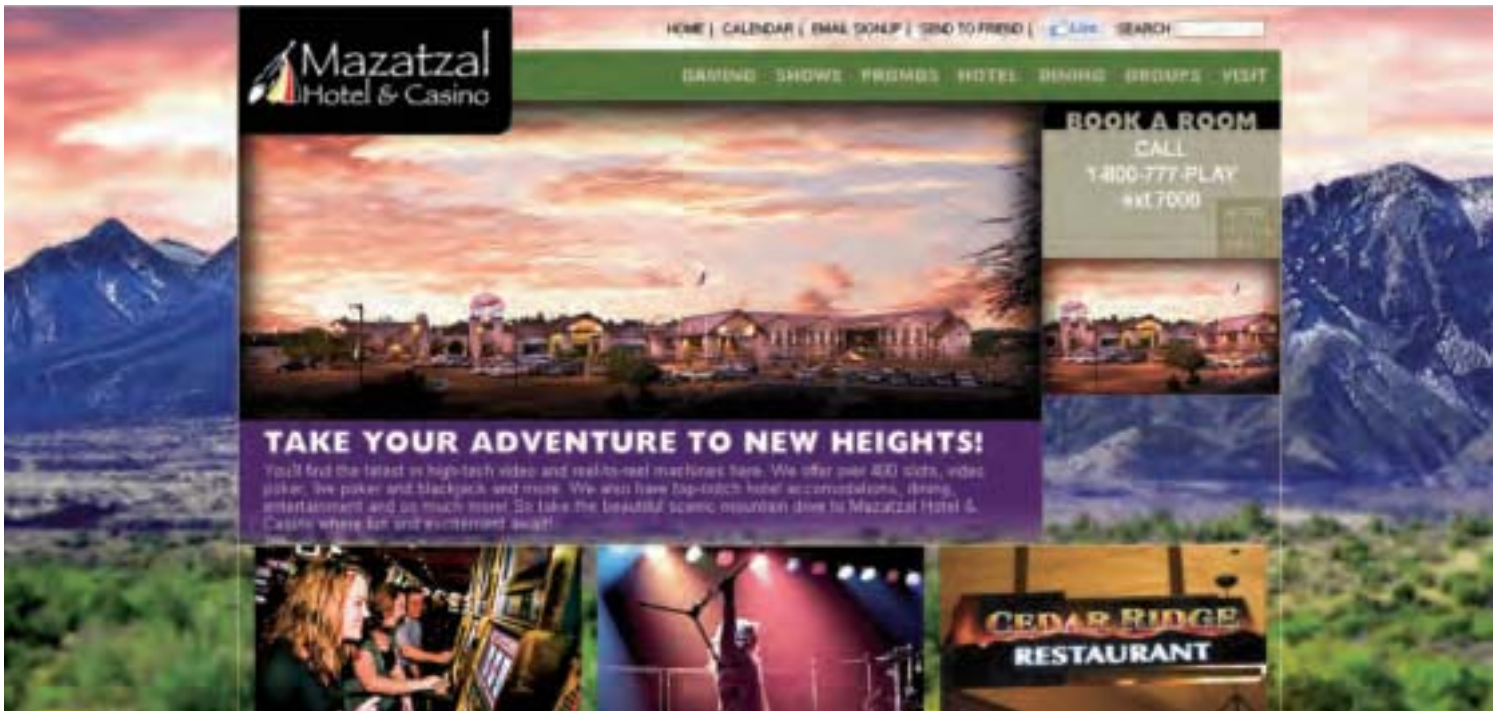 HOME | CALENDAR | EMAIL SIGNUP | SEND TO FRIEND | Like SEARCH
Mazatzal
Hotel & Casino
GAMING SHOWS PROMOS HOTEL DINING GROUPS VISIT
BOOK A ROOM
CALL
1-800-777-PLAY
ext 7000
TAKE YOUR ADVENTURE TO NEW HEIGHTS!
You'll find the latest in high-tech video and reel-to-reel machines here. We offer over 400 slots, video
poker, live poker and blackjack and more. We also have top-notch hotel accomodations, dining,
entertainment and so much more! So take the beautiful scenic mountain drive to Mazatzal Hotel &
Casino where fun and excitement await!
CEDAR RIDGE
RESTAURANT